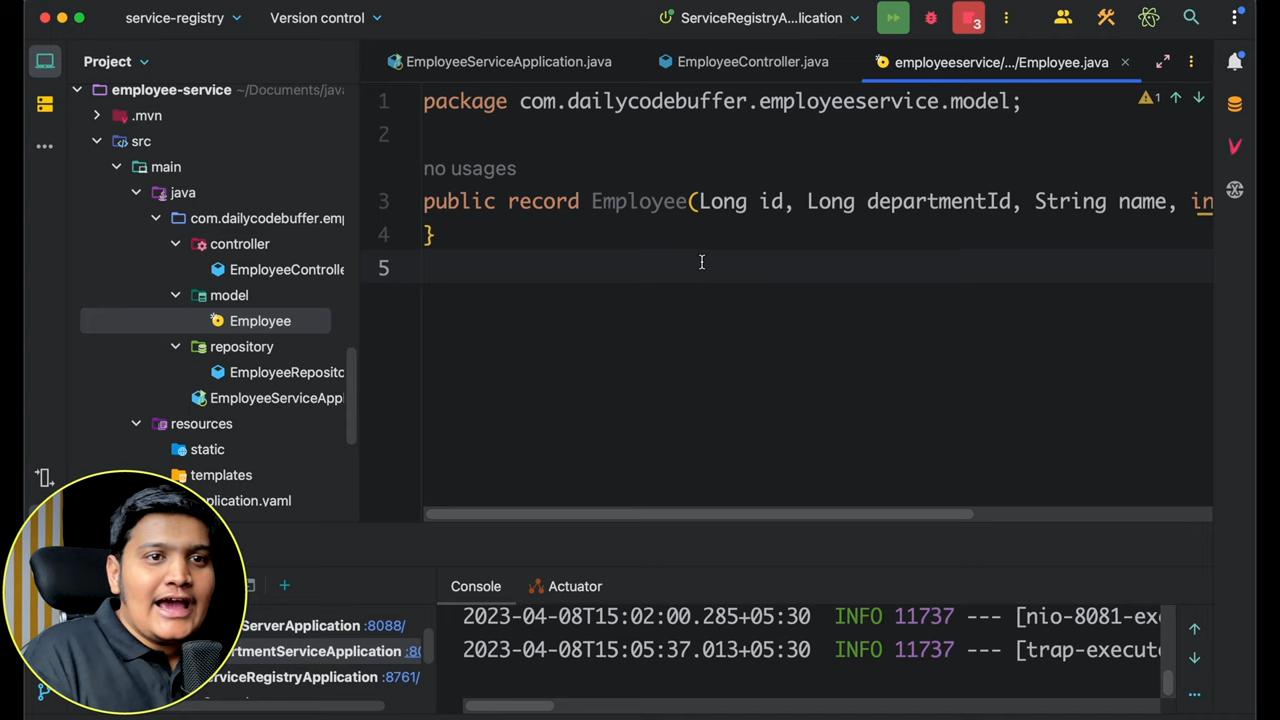 service-registry
Version control
ServiceRegistryA...lication
3
Project
EmployeeServiceApplication.java
EmployeeController.java
employeeservice/.../Employee.java
employee-service ~/Documents/java
.mvn
src
main
java
com.dailycodebuffer.emp
controller
EmployeeControlle
model
Employee
repository
EmployeeReposito
EmployeeServiceAppl
resources
static
templates
plication.yaml
1 package com.dailycodebuffer.employeeservice.model;
1
2
no usages
3 public record Employee(Long id, Long departmentId, String name, in
4 }
5
Console
Actuator
ServerApplication :8088/
rtmentServiceApplication :80
rviceRegistryApplication :8761/
2023-04-08T15:02:00.285+05:30 INFO 11737 --- [nio-8081-exe
2023-04-08T15:05:37.013+05:30 INFO 11737 --- [trap-execute